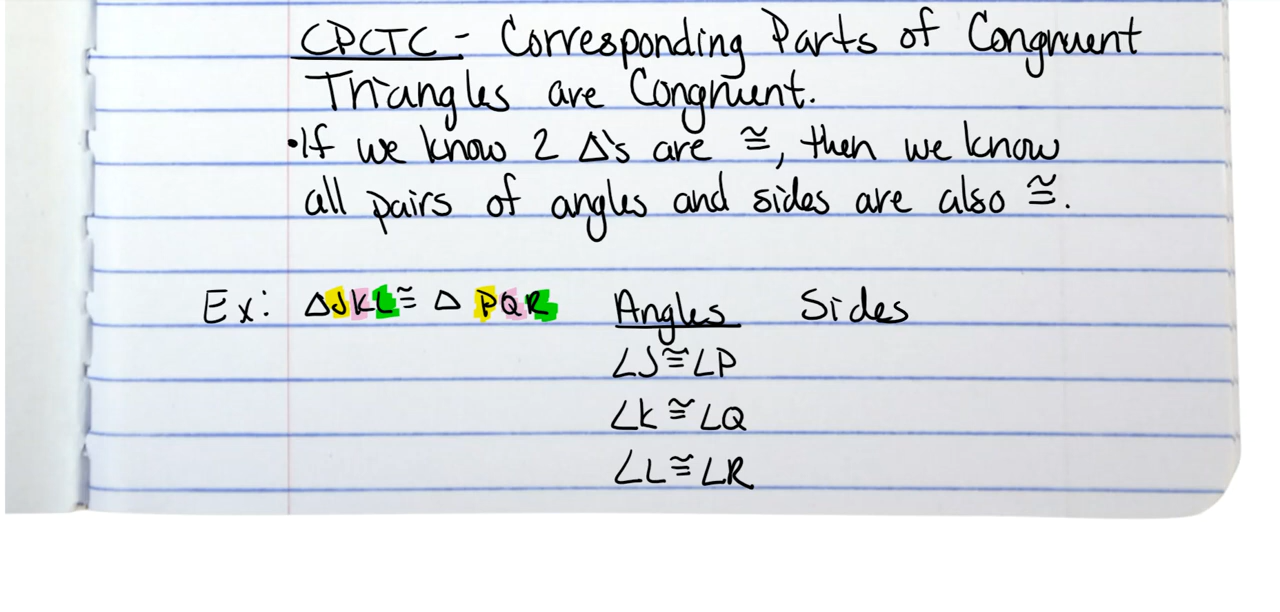 CPCTC - Corresponding Parts of Congruent
Triangles are Congruent.
•If we know 2 Δ's are ≅, then we know
all pairs of angles and sides are also ≅.
Ex: ΔJKL ≅ Δ PQR Angles Sides
∠J ≅ ∠P
∠K ≅ ∠Q
∠L ≅ ∠R